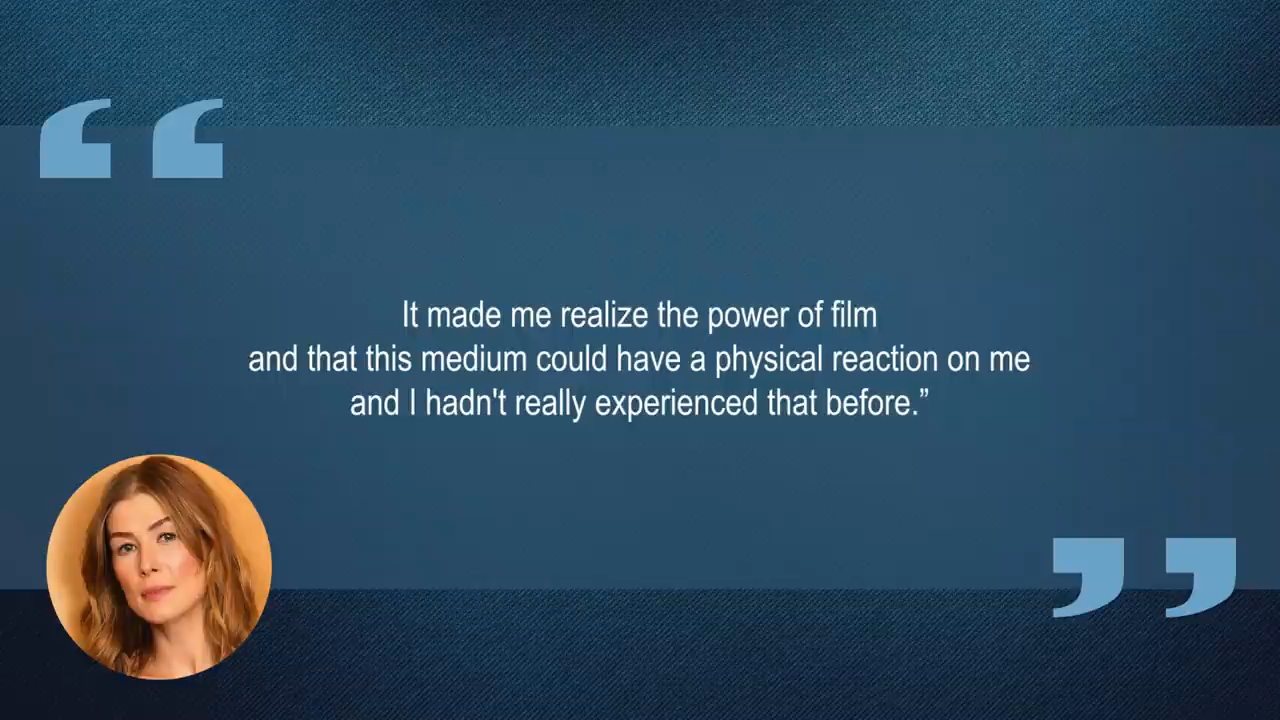 It made me realize the power of film
and that this medium could have a physical reaction on me
and I hadn't really experienced that before.”